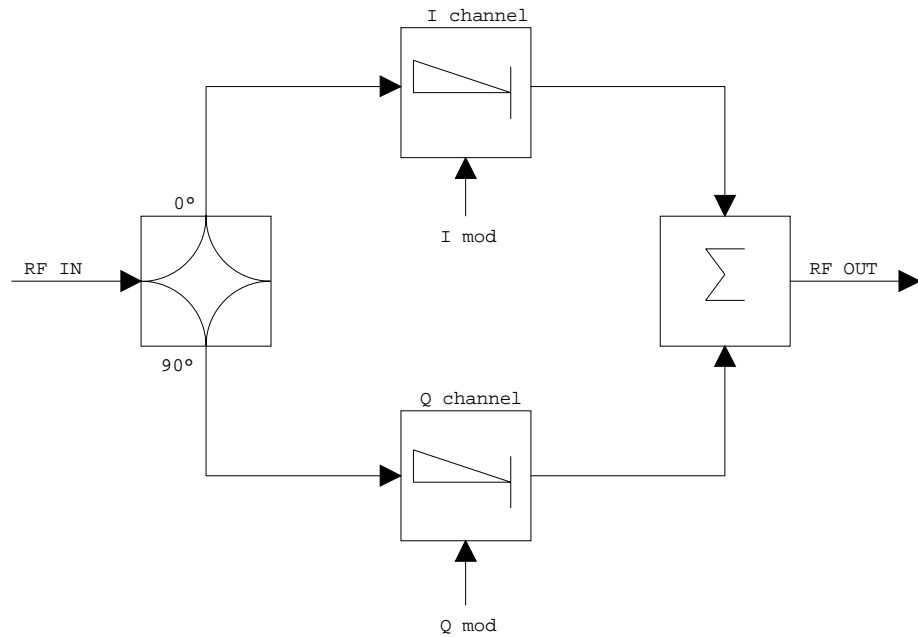 I channel
I mod
0°
RF IN
Σ
RF OUT
90°
Q channel
Q mod